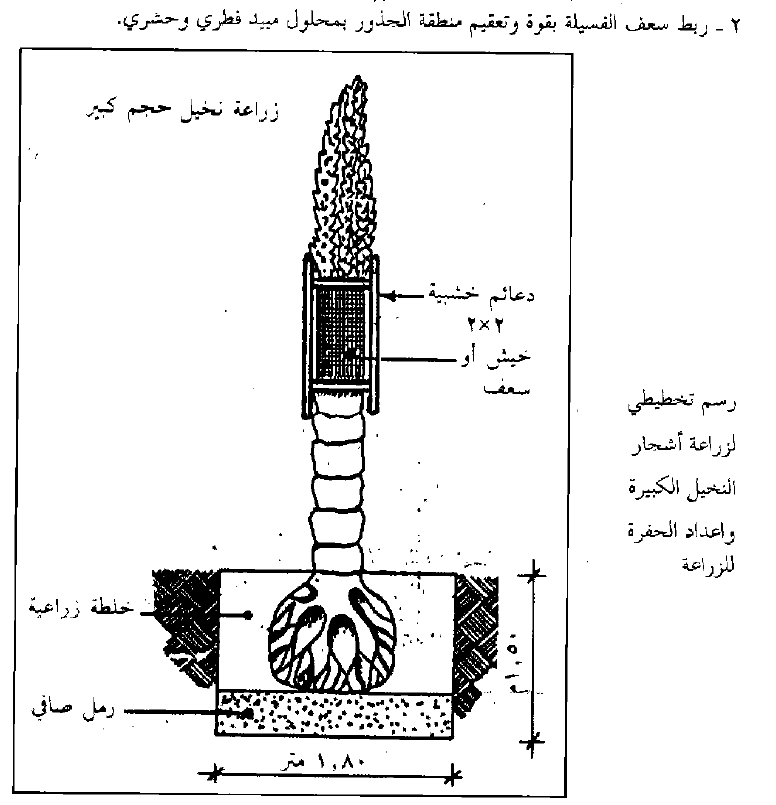 ٢ - ربط سعف الفسيلة بقوة وتعقيم منطقة الجذور بمحلول مبيد فطري وحشري.
زراعة نخيل حجم كبير
دعائم خشبية
٢×٢
خيش أو
سعف
رسم تخطيطي
لزراعة أشجار
النخيل الكبيرة
واعداد الحفرة
للزراعة
خلطة زراعية
١,٥٠م
رمل صافي
١,٨٠ متر